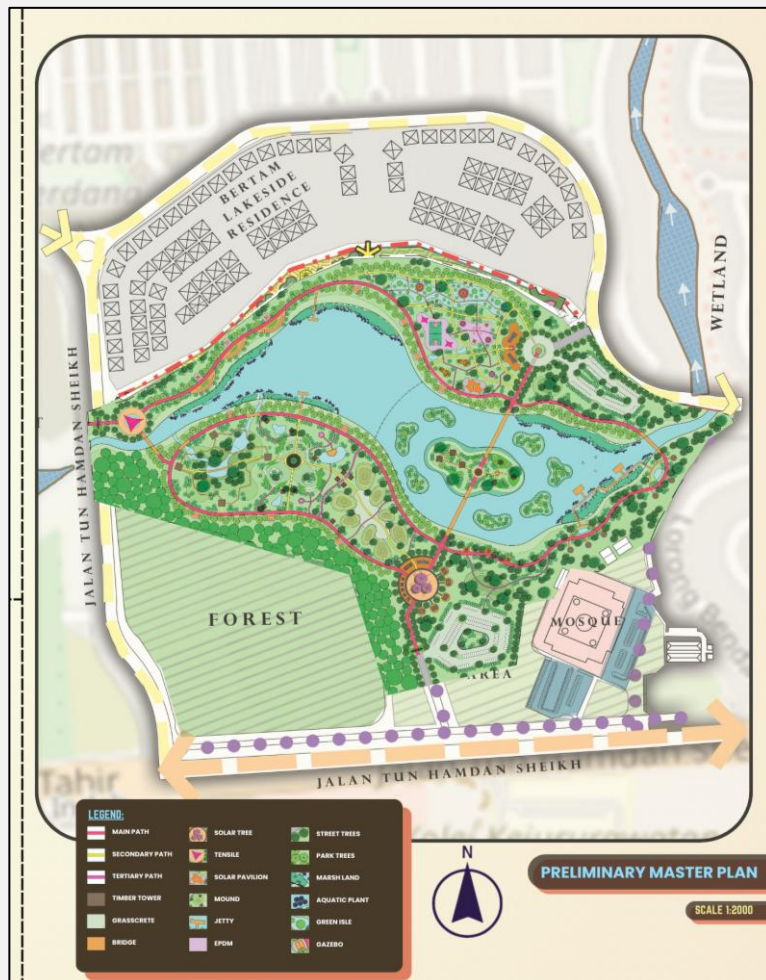 BERTAM
LAKESIDE
RESIDENCE
WETLAND
JALAN TUN HAMDAN SHEIKH
FOREST
MOSQUE
AREA
JALAN TUN HAMDAN SHEIKH
Tahir
LEGEND:
MAIN PATH
SECONDARY PATH
TERTIARY PATH
TIMBER TOWER
GRASSCRETE
BRIDGE
SOLAR TREE
TENSILE
SOLAR PAVILION
MOUND
JETTY
EPDM
STREET TREES
PARK TREES
MARSH LAND
AQUATIC PLANT
GREEN ISLE
GAZEBO
N
PRELIMINARY MASTER PLAN
SCALE 1:2000